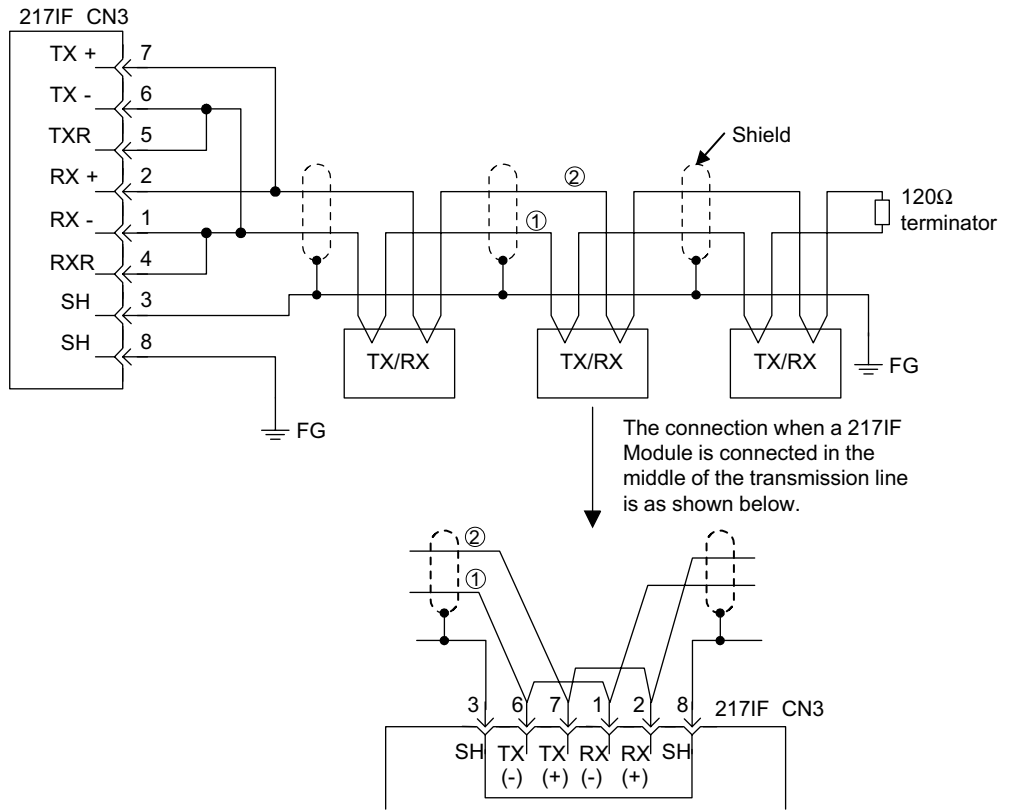 217IF CN3
TX + 7
TX - 6
TXR 5
RX + 2
RX - 1
RXR 4
SH 3
SH 8
FG
Shield
②
①
120Ω
terminator
TX/RX
TX/RX
TX/RX
FG
The connection when a 217IF
Module is connected in the
middle of the transmission line
is as shown below.
②
①
3 6 7 1 2 8 217IF CN3
SH TX TX RX RX SH
(-) (+) (-) (+)